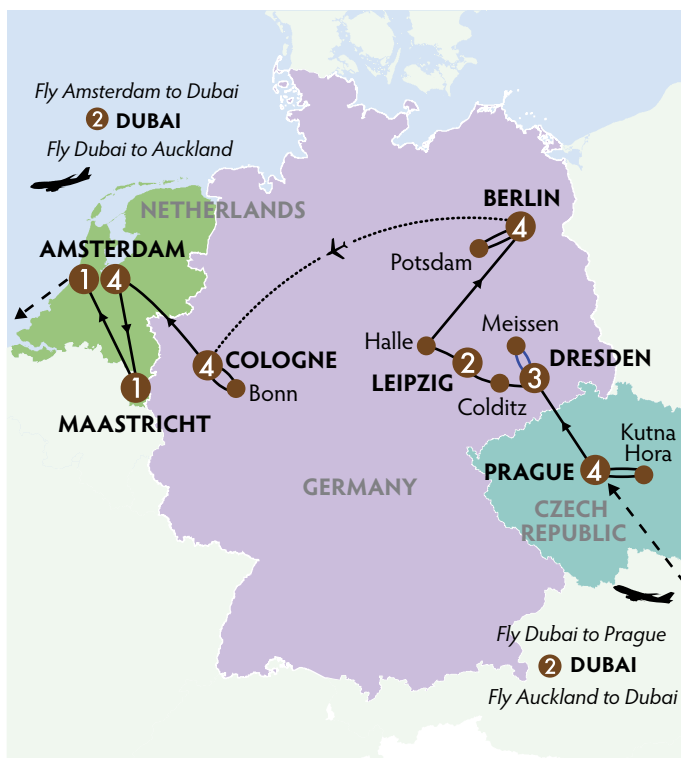 Fly Amsterdam to Dubai
2 DUBAI
Fly Dubai to Auckland
NETHERLANDS
BERLIN
4
Potsdam
AMSTERDAM
1 4
Halle
Meissen
COLOGNE
4
Bonn
LEIPZIG
2
DRESDEN
3
Colditz
1
MAASTRICHT
Kutna
Hora
PRAGUE 4
GERMANY
CZECH
REPUBLIC
Fly Dubai to Prague
2 DUBAI
Fly Auckland to Dubai